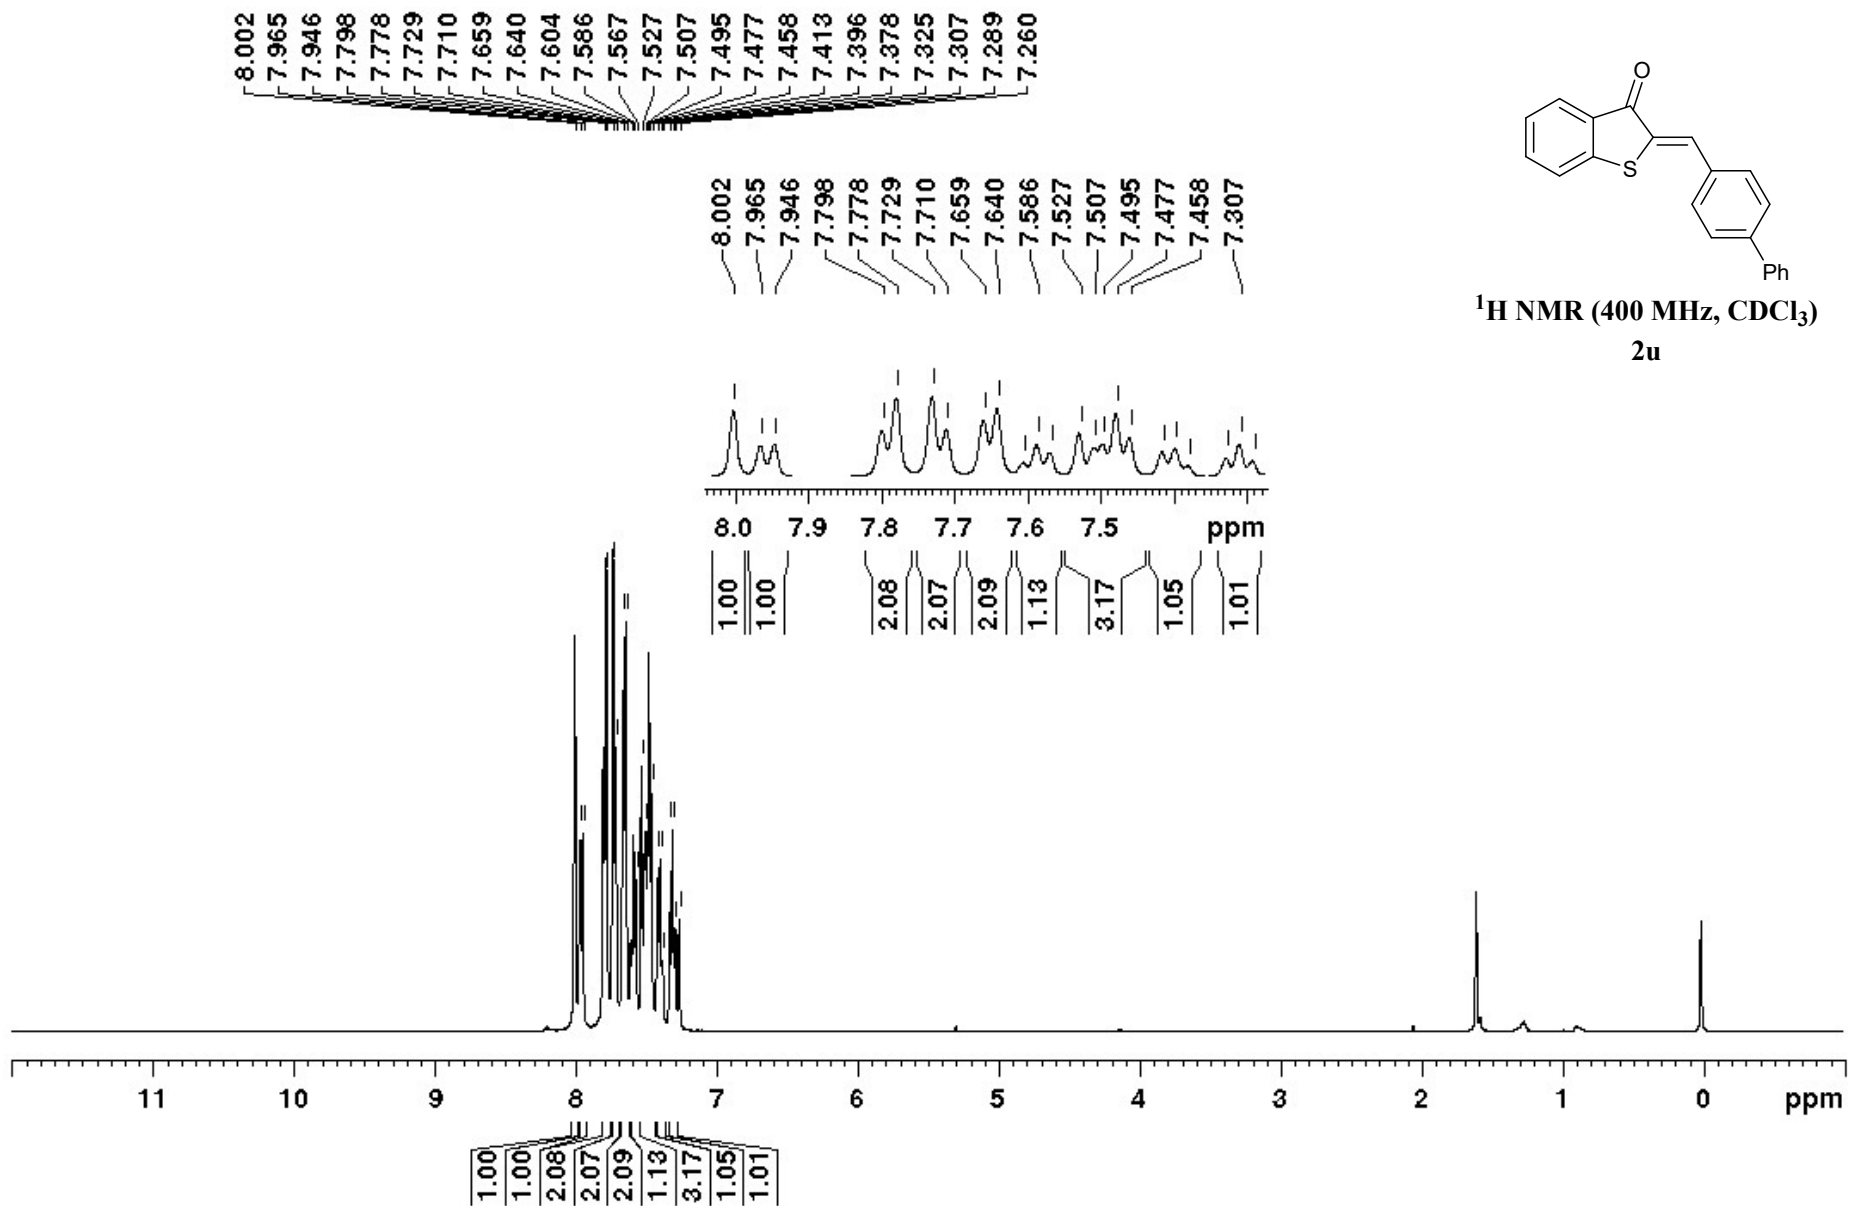 8.002 7.965 7.946 7.798 7.778 7.729 7.710 7.659 7.640 7.604 7.586 7.567 7.527 7.507 7.495 7.477 7.458 7.413 7.396 7.378 7.325 7.307 7.289 7.260
O
S
Ph
¹H NMR (400 MHz, CDCl₃)
2u
8.002 7.965 7.946 7.798 7.778 7.729 7.710 7.659 7.640 7.586 7.527 7.507 7.495 7.477 7.458 7.307
8.0 7.9 7.8 7.7 7.6 7.5 ppm
1.00 1.00 2.08 2.07 2.09 1.13 3.17 1.05 1.01
11 10 9 8 7 6 5 4 3 2 1 0 ppm
1.00 1.00 2.08 2.07 2.09 1.13 3.17 1.05 1.01